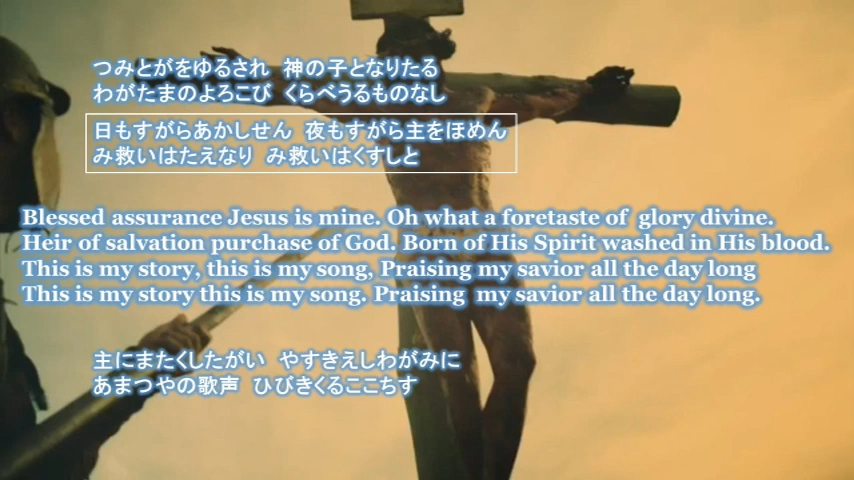 つみとがをゆるされ 神の子となりたる
わがたまのよろこび くらべうるものなし
日もすがらあかしせん 夜もすがら主をほめん
み救いはたえなり み救いはくすしと
Blessed assurance Jesus is mine. Oh what a foretaste of glory divine.
Heir of salvation purchase of God. Born of His Spirit washed in His blood.
This is my story, this is my song, Praising my savior all the day long
This is my story this is my song. Praising my savior all the day long.
主にまたくしたがい やすきえしわがみに
あまつやの歌声 ひびきくるここちす